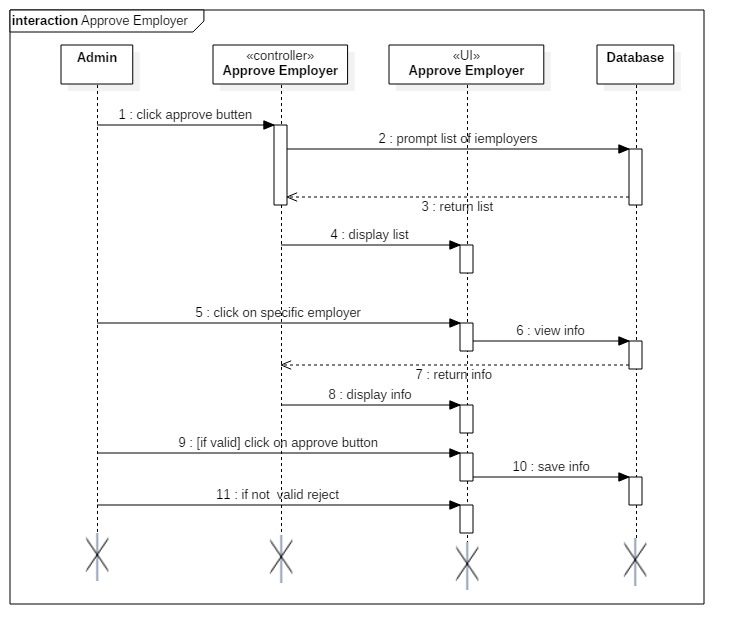 interaction Approve Employer
Admin
«controller»
Approve Employer
«UI»
Approve Employer
Database
1 : click approve butten
2 : prompt list of iemployers
3 : return list
4 : display list
5 : click on specific employer
6 : view info
7 : return info
8 : display info
9 : [if valid] click on approve button
10 : save info
11 : if not valid reject